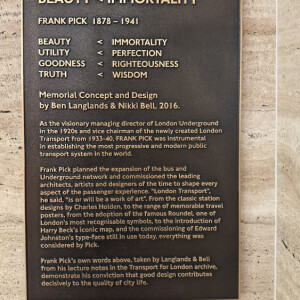 BEAUTY < IMMORTALITY
FRANK PICK 1878 – 1941
BEAUTY < IMMORTALITY
UTILITY < PERFECTION
GOODNESS < RIGHTEOUSNESS
TRUTH < WISDOM
Memorial Concept and Design
by Ben Langlands & Nikki Bell, 2016.
As the visionary managing director of London Underground
in the 1920s and vice chairman of the newly created London
Transport from 1933-40, FRANK PICK was instrumental
in establishing the most progressive and modern public
transport system in the world.
Frank Pick planned the expansion of the bus and
Underground network and commissioned the leading
architects, artists and designers of the time to shape every
aspect of the passenger experience. "London Transport",
he said, "is or will be a work of art". From the classic station
designs by Charles Holden, to the range of memorable travel
posters, from the adoption of the famous Roundel, one of
London's most recognisable symbols, to the introduction of
Harry Beck's iconic map, and the commissioning of Edward
Johnston's type-face still in use today, everything was
considered by Pick.
Frank Pick's own words above, taken by Langlands & Bell
from his lecture notes in the Transport for London archive,
demonstrate his conviction that good design contributes
decisively to the quality of city life.